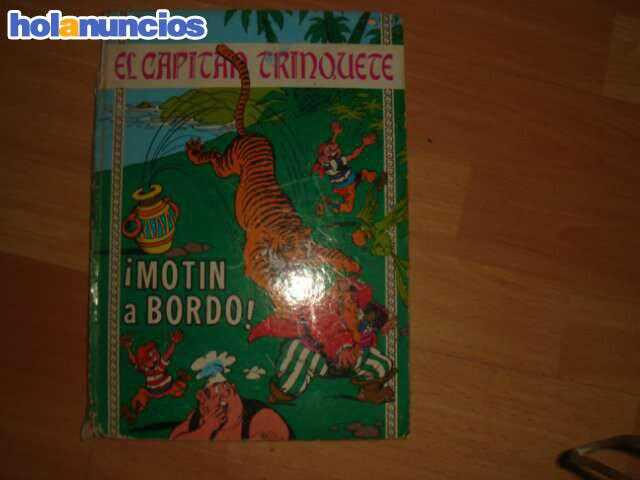 holanuncios
EL CAPITAN TRINQUETE
¡MOTIN
a BORDO!